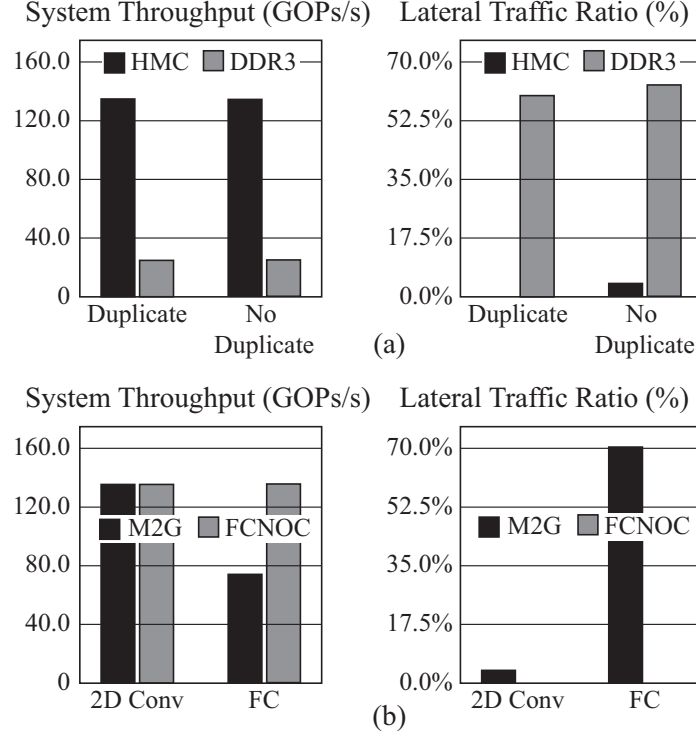 System Throughput (GOPs/s)
160.0
HMC DDR3
120.0
80.0
40.0
0
Duplicate
No
Duplicate
Lateral Traffic Ratio (%)
70.0%
HMC DDR3
52.5%
35.0%
17.5%
0.0%
Duplicate
No
Duplicate
(a)
System Throughput (GOPs/s)
160.0
120.0
M2G FCNOC
80.0
40.0
0
2D Conv FC
Lateral Traffic Ratio (%)
70.0%
52.5%
M2G FCNOC
35.0%
17.5%
0.0%
2D Conv FC
(b)